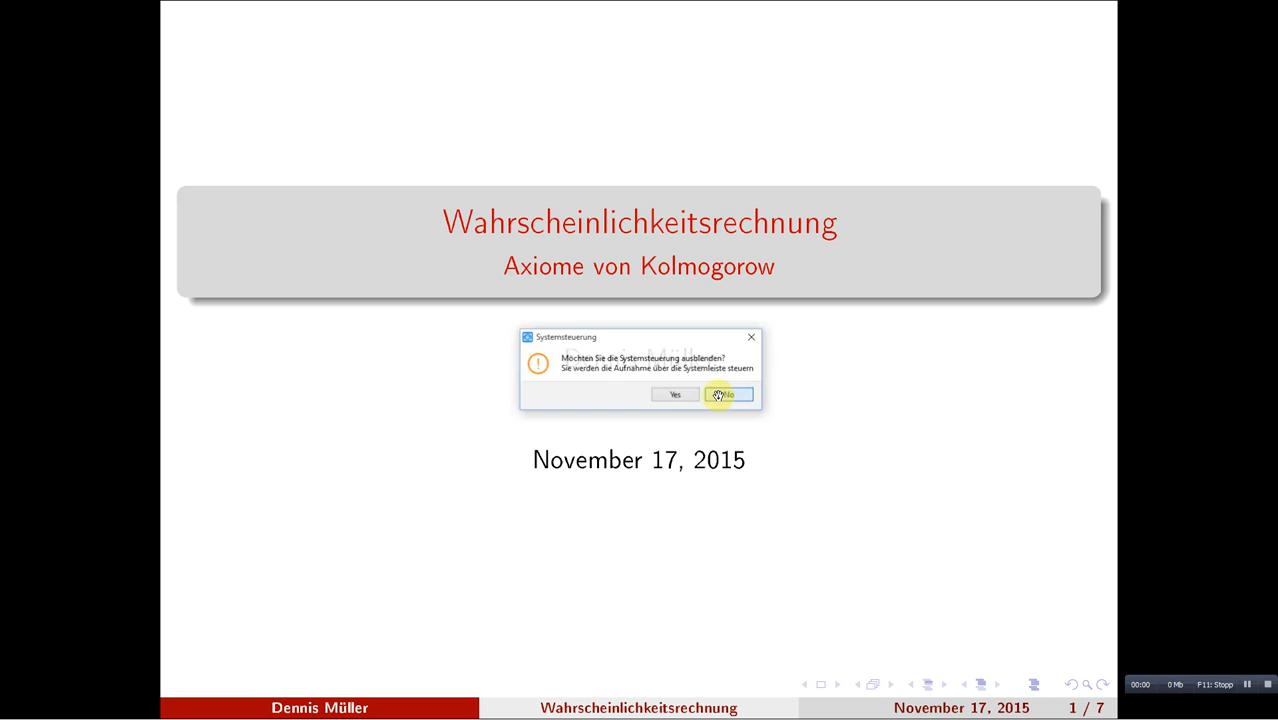 Wahrscheinlichkeitsrechnung
Axiome von Kolmogorow
Systemsteuerung
Möchten Sie die Systemsteuerung ausblenden?
Sie werden die Aufnahme über die Systemleiste steuern
Yes
No
November 17, 2015
00:00 0 Mb F11: Stopp
Dennis Müller Wahrscheinlichkeitsrechnung November 17, 2015 1 / 7